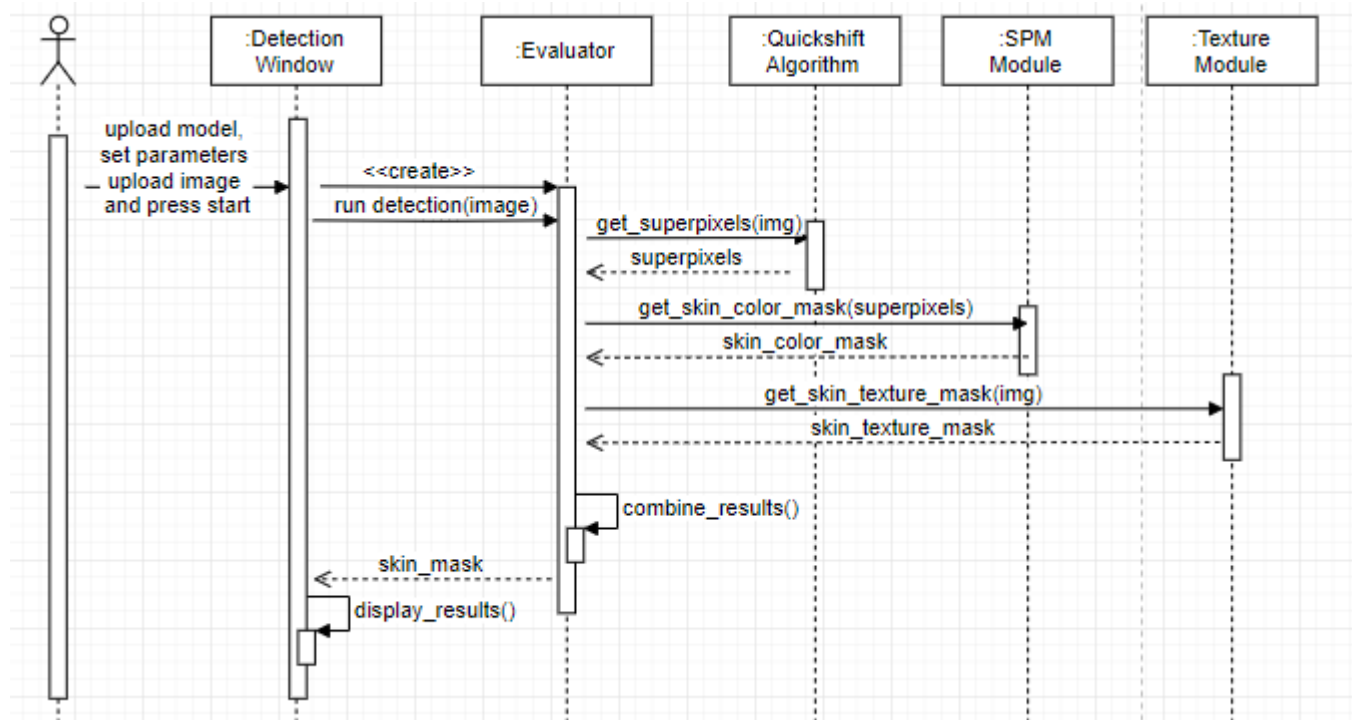 :Detection
Window
:Evaluator
:Quickshift
Algorithm
:SPM
Module
:Texture
Module
upload model,
set parameters
upload image
and press start
<<create>>
run detection(image)
get_superpixels(img)
superpixels
get_skin_color_mask(superpixels)
skin_color_mask
get_skin_texture_mask(img)
skin_texture_mask
combine_results()
skin_mask
display_results()